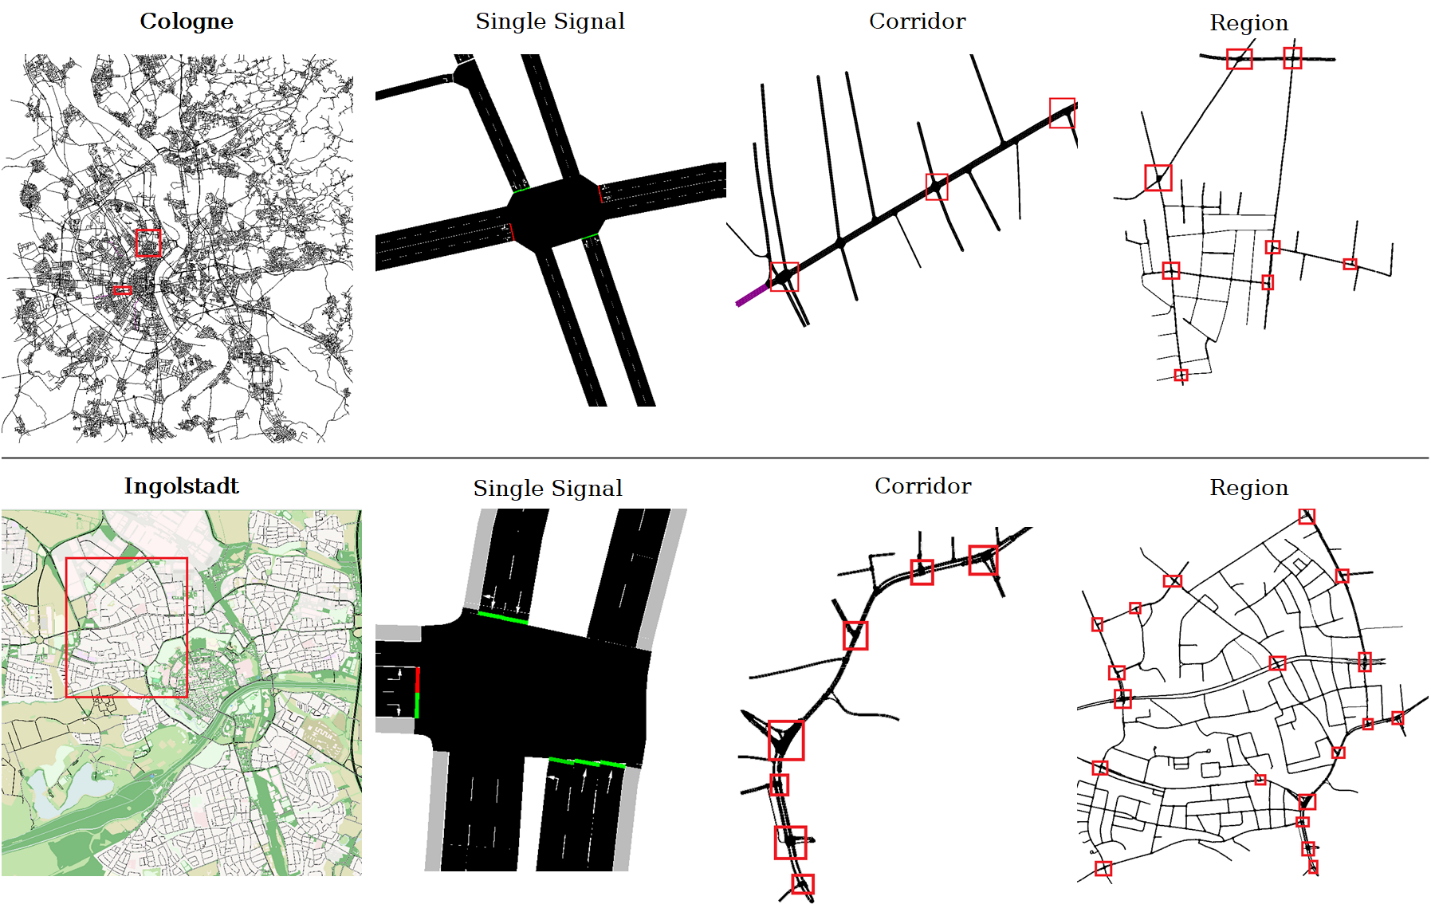 Cologne
Single Signal
Corridor
Region
Ingolstadt
Single Signal
Corridor
Region